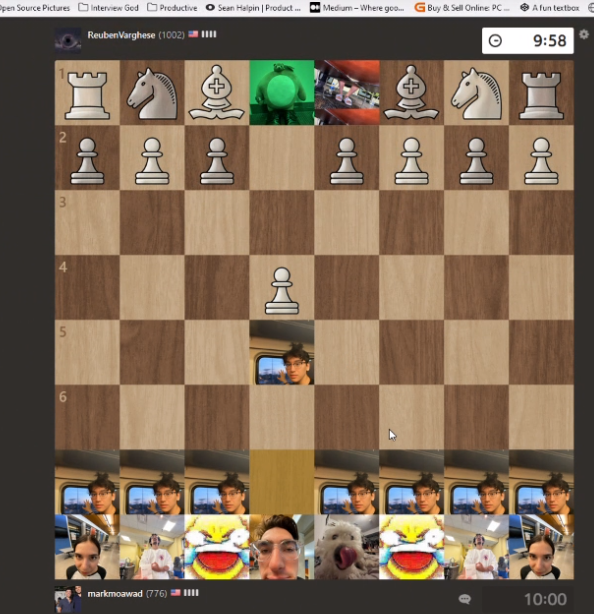 pen Source Pictures Interview God Productive Sean Halpin | Product ... Medium – Where goo... Buy & Sell Online: PC ... A fun textbox
ReubenVarghese (1002)
9:58
1
2
3
4
5
6
markmoawad (776)
10:00